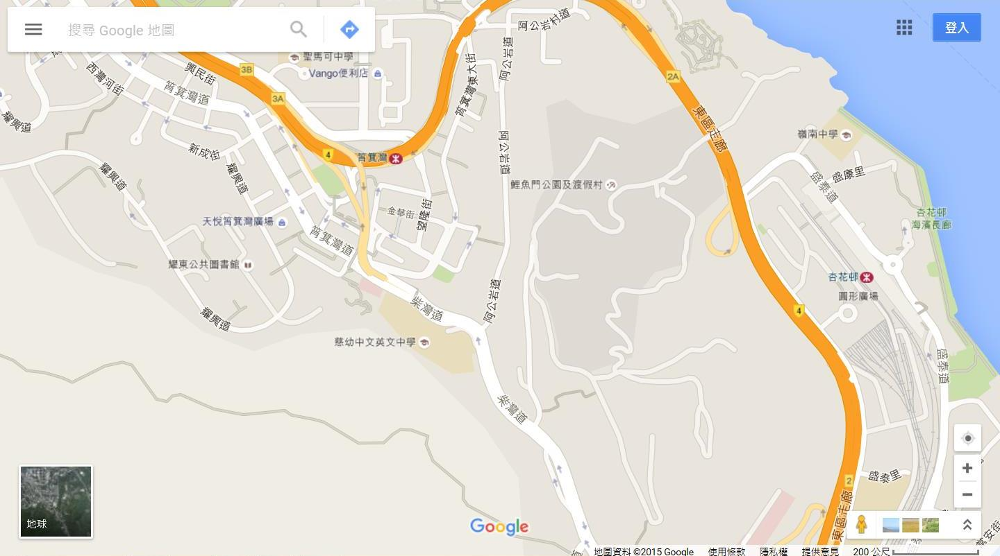 搜尋 Google 地圖
登入
阿公岩村道
聖馬可中學
3B
Vango便利店
2A
西灣河街
興民街
筲箕灣道
3A
筲箕灣東大街
阿公岩道
耀興道
東區走廊
嶺南中學
新成街
4
筲箕灣
阿公岩道
耀興道
耀興道
盛康里
盛泰道
鯉魚門公園及渡假村
金華街
望隆街
天悅筲箕灣廣場
杏花邨
海濱長廊
筲箕灣道
耀東公共圖書館
杏花邨
圓形廣場
阿公岩道
柴灣道
4
耀興道
慈幼中文英文中學
盛泰道
柴灣道
盛泰里
2
東區走廊
地球
Google
常安街
地圖資料 ©2015 Google
使用條款
隱私權
提供意見
200 公尺